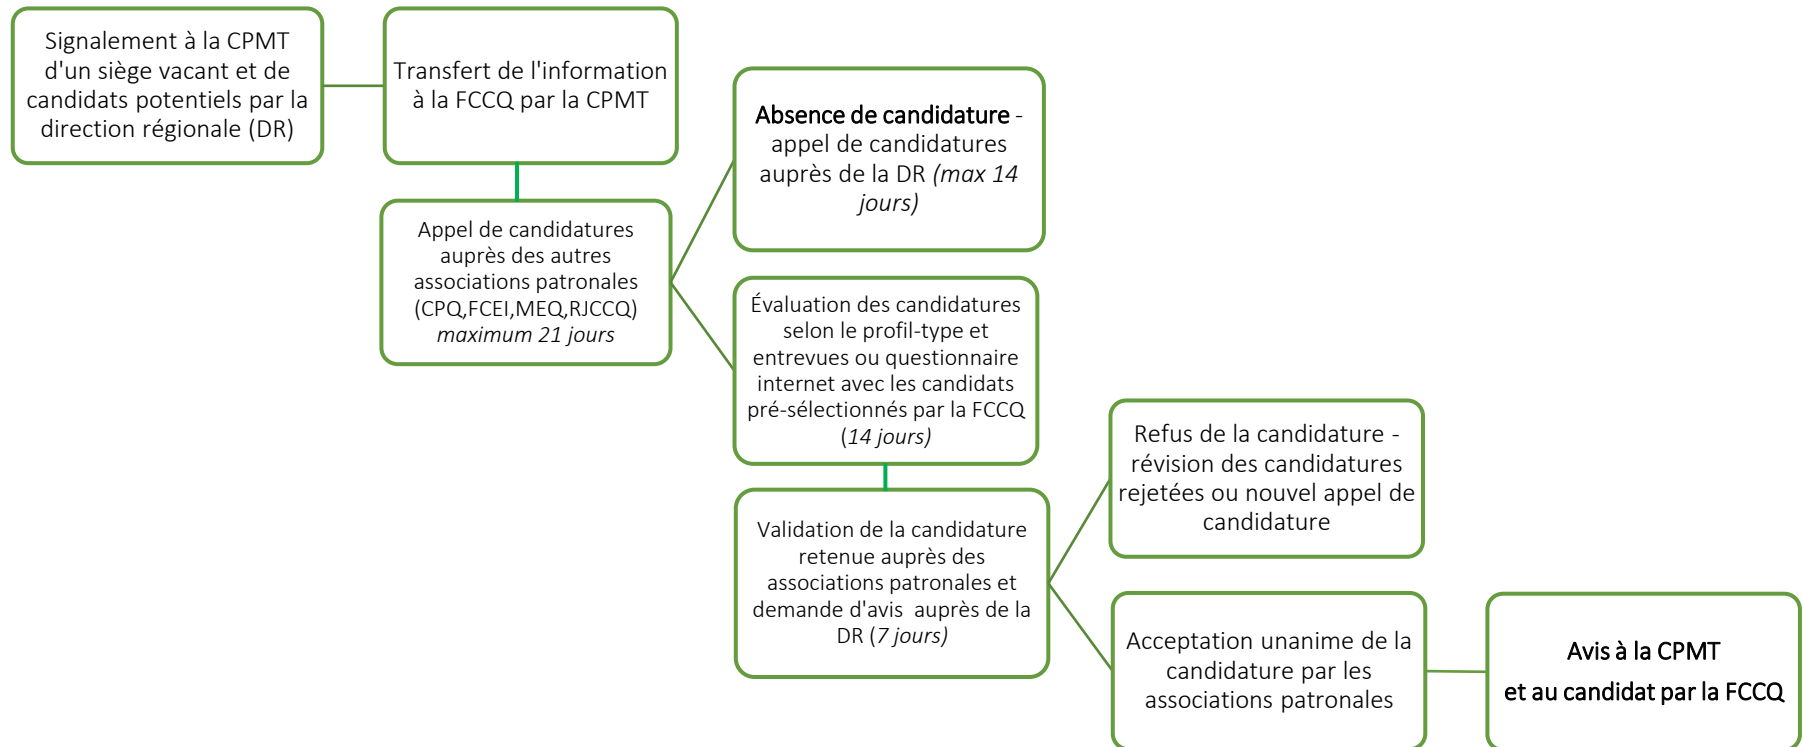 Signalement à la CPMT
d'un siège vacant et de
candidats potentiels par la
direction régionale (DR)
Transfert de l'information
à la FCCQ par la CPMT
Absence de candidature -
appel de candidatures
auprès de la DR (max 14
jours)
Appel de candidatures
auprès des autres
associations patronales
(CPQ,FCEI,MEQ,RJCCQ)
maximum 21 jours
Évaluation des candidatures
selon le profil-type et
entrevues ou questionnaire
internet avec les candidats
pré-sélectionnés par la FCCQ
(14 jours)
Validation de la candidature
retenue auprès des
associations patronales et
demande d'avis  auprès de la
DR (7 jours)
Refus de la candidature -
révision des candidatures
rejetées ou nouvel appel de
candidature
Acceptation unanime de la
candidature par les
associations patronales
Avis à la CPMT
et au candidat par la FCCQ